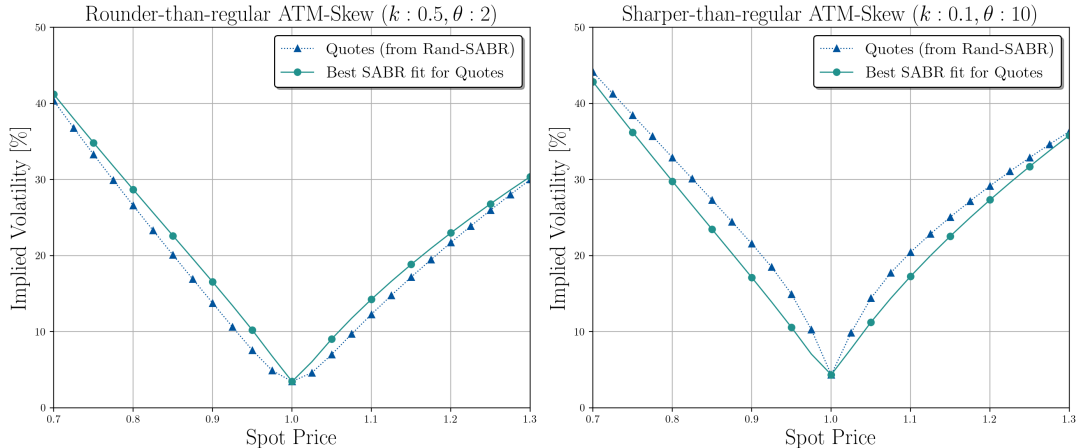 Rounder-than-regular ATM-Skew (k : 0.5, θ : 2)
Quotes (from Rand-SABR)
Best SABR fit for Quotes
Implied Volatility [%]
50
40
30
20
10
0
0.7 0.8 0.9 1.0 1.1 1.2 1.3
Spot Price
Sharper-than-regular ATM-Skew (k : 0.1, θ : 10)
Quotes (from Rand-SABR)
Best SABR fit for Quotes
Implied Volatility [%]
50
40
30
20
10
0
0.7 0.8 0.9 1.0 1.1 1.2 1.3
Spot Price